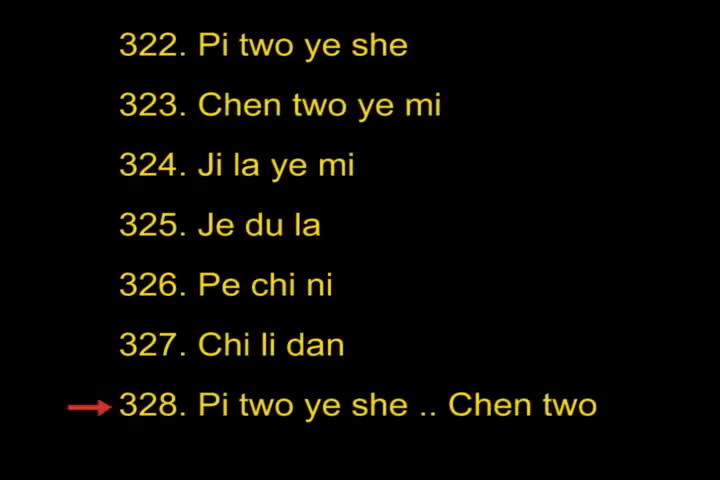 322. Pi two ye she
323. Chen two ye mi
324. Ji la ye mi
325. Je du la
326. Pe chi ni
327. Chi li dan
328. Pi two ye she .. Chen two